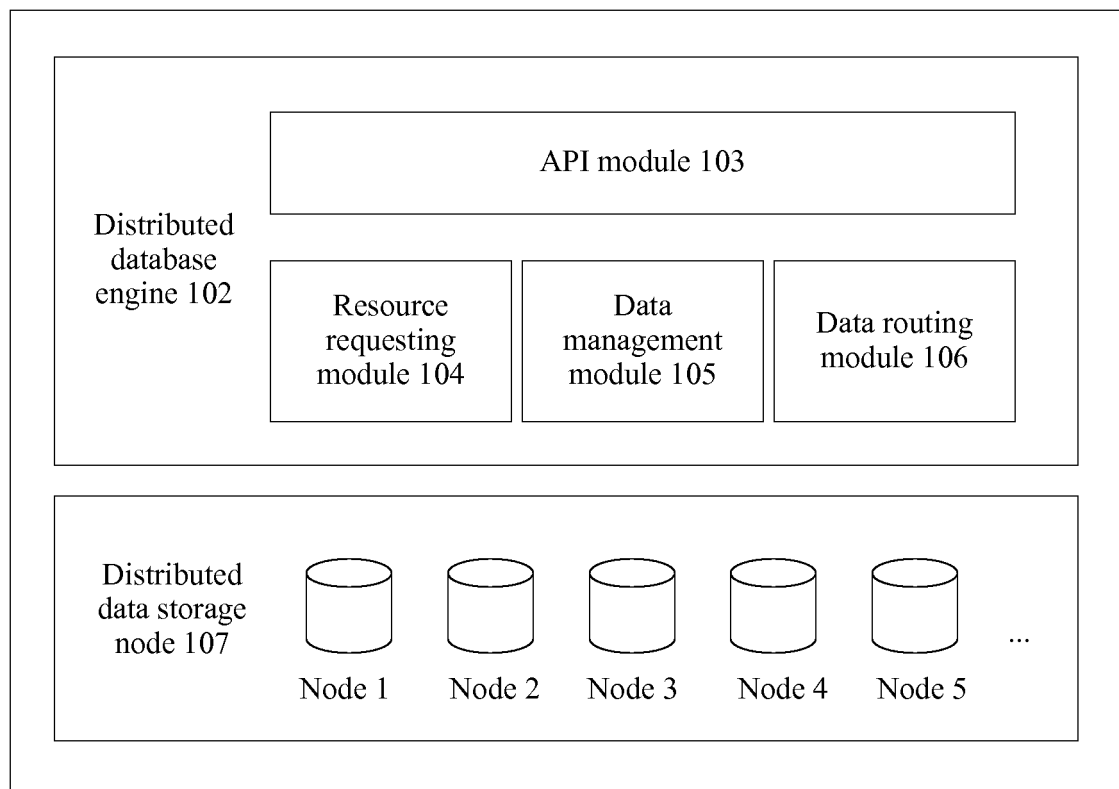 API module 103
Distributed
database
engine 102
Resource
requesting
module 104
Data
management
module 105
Data routing
module 106
Distributed
data storage
node 107
...
Node 1
Node 2
Node 3
Node 4
Node 5